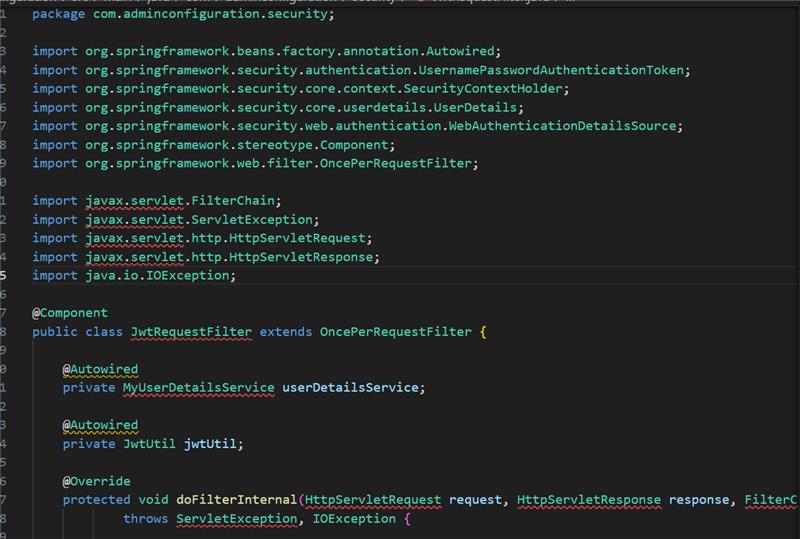 1 package com.adminconfiguration.security;
2
3 import org.springframework.beans.factory.annotation.Autowired;
4 import org.springframework.security.authentication.UsernamePasswordAuthenticationToken;
5 import org.springframework.security.core.context.SecurityContextHolder;
6 import org.springframework.security.core.userdetails.UserDetails;
7 import org.springframework.security.web.authentication.WebAuthenticationDetailsSource;
8 import org.springframework.stereotype.Component;
9 import org.springframework.web.filter.OncePerRequestFilter;
0
1 import javax.servlet.FilterChain;
2 import javax.servlet.ServletException;
3 import javax.servlet.http.HttpServletRequest;
4 import javax.servlet.http.HttpServletResponse;
5 import java.io.IOException;
6
7 @Component
8 public class JwtRequestFilter extends OncePerRequestFilter {
9
0 @Autowired
1 private MyUserDetailsService userDetailsService;
2
3 @Autowired
4 private JwtUtil jwtUtil;
5
6 @Override
7 protected void doFilterInternal(HttpServletRequest request, HttpServletResponse response, FilterC
8 throws ServletException, IOException {